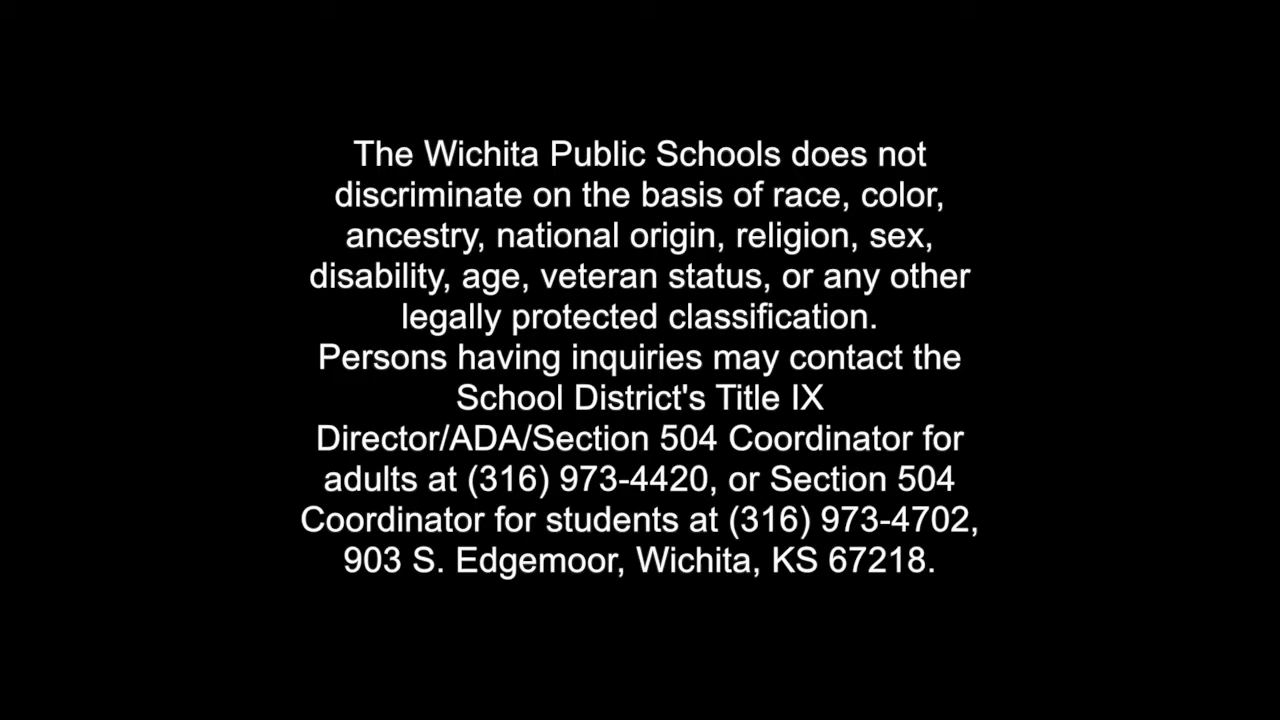 The Wichita Public Schools does not
discriminate on the basis of race, color,
ancestry, national origin, religion, sex,
disability, age, veteran status, or any other
legally protected classification.
Persons having inquiries may contact the
School District's Title IX
Director/ADA/Section 504 Coordinator for
adults at (316) 973-4420, or Section 504
Coordinator for students at (316) 973-4702,
903 S. Edgemoor, Wichita, KS 67218.